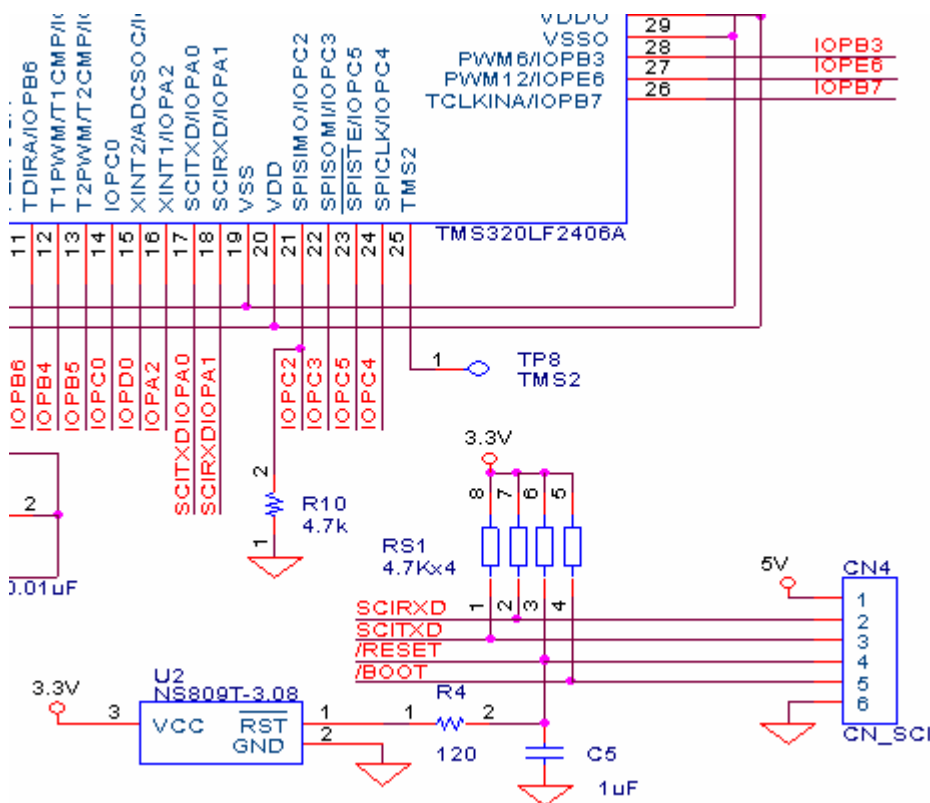 VDDO
29
VSSO
28
PWM6/IOPB3
IOPB3
27
PWM12/IOPE6
IOPE6
26
TCLKINA/IOPB7
IOPB7
TDIRA/IOPB6
T1PWM/T1CMP/I
T2PWM/T2CMP/I
IOPC0
XINT2/ADCSOC/I
XINT1/IOPA2
SCITXD/IOPA0
SCIRXD/IOPA1
VSS
VDD
SPISIMO/IOPC2
SPISOMI/IOPC3
SPISTE/IOPC5
SPICLK/IOPC4
TMS2
TMS320LF2406A
11
12
13
14
15
16
17
18
19
20
21
22
23
24
25
IOPB6
IOPB4
IOPB5
IOPC0
IOPD0
IOPA2
SCITXDIOPA0
SCIRXDIOPA1
IOPC2
IOPC3
IOPC5
IOPC4
1
TP8
TMS2
3.3V
2
R10
4.7k
1
2
0.01uF
8
7
6
5
RS1
4.7Kx4
1
2
3
4
5V
CN4
1
2
3
4
5
6
CN_SCI
SCIRXD
SCITXD
/RESET
/BOOT
U2
NS809T-3.08
3.3V
3
VCC
RST
GND
1
2
R4
1
2
120
C5
1uF